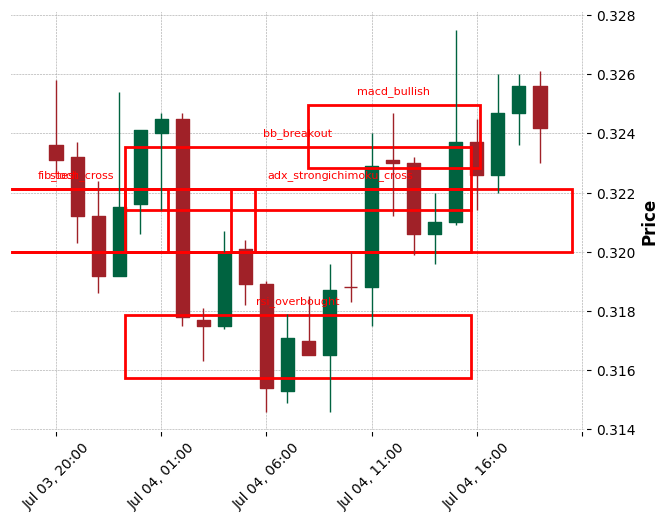 0.328
0.326
macd_bullish
0.324
bb_breakout
adx_strong
0.322
0.320
0.318
0.316
0.314
Price
Jul 03, 20:00
Jul 04, 01:00
Jul 04, 06:00
Jul 04, 11:00
Jul 04, 16:00